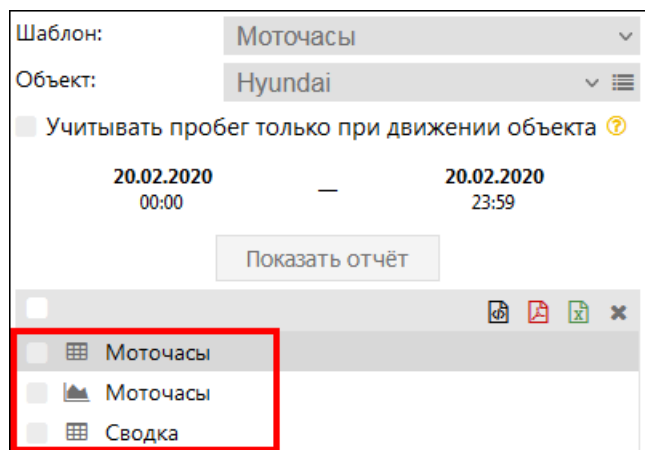 Шаблон: Моточасы
Объект: Hyundai
Учитывать пробег только при движении объекта ?
20.02.2020 — 20.02.2020
00:00 23:59
Показать отчёт
Моточасы
Моточасы
Сводка